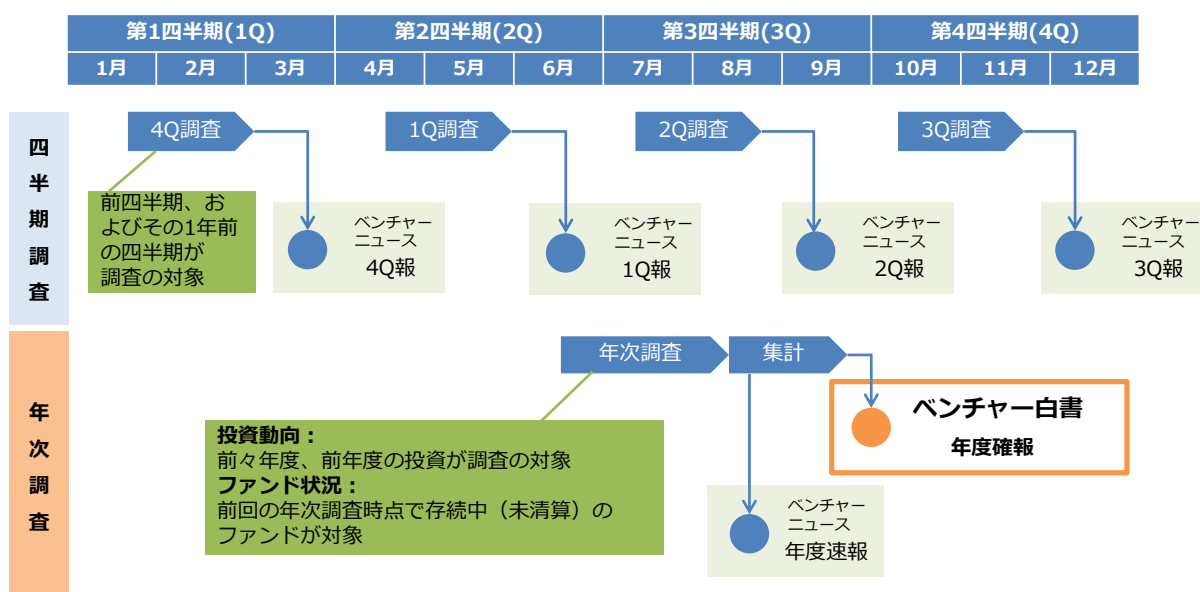 第1四半期(1Q) 第2四半期(2Q) 第3四半期(3Q) 第4四半期(4Q)
1月 2月 3月 4月 5月 6月 7月 8月 9月 10月 11月 12月
四半期調査
4Q調査 1Q調査 2Q調査 3Q調査
前四半期、お
よびその1年前
の四半期が
調査の対象
ベンチャー
ニュース
4Q報
ベンチャー
ニュース
1Q報
ベンチャー
ニュース
2Q報
ベンチャー
ニュース
3Q報
年次調査
年次調査 集計
投資動向：
前々年度、前年度の投資が調査の対象
ファンド状況：
前回の年次調査時点で存続中（未清算）の
ファンドが対象
ベンチャー白書
年度確報
ベンチャー
ニュース
年度速報